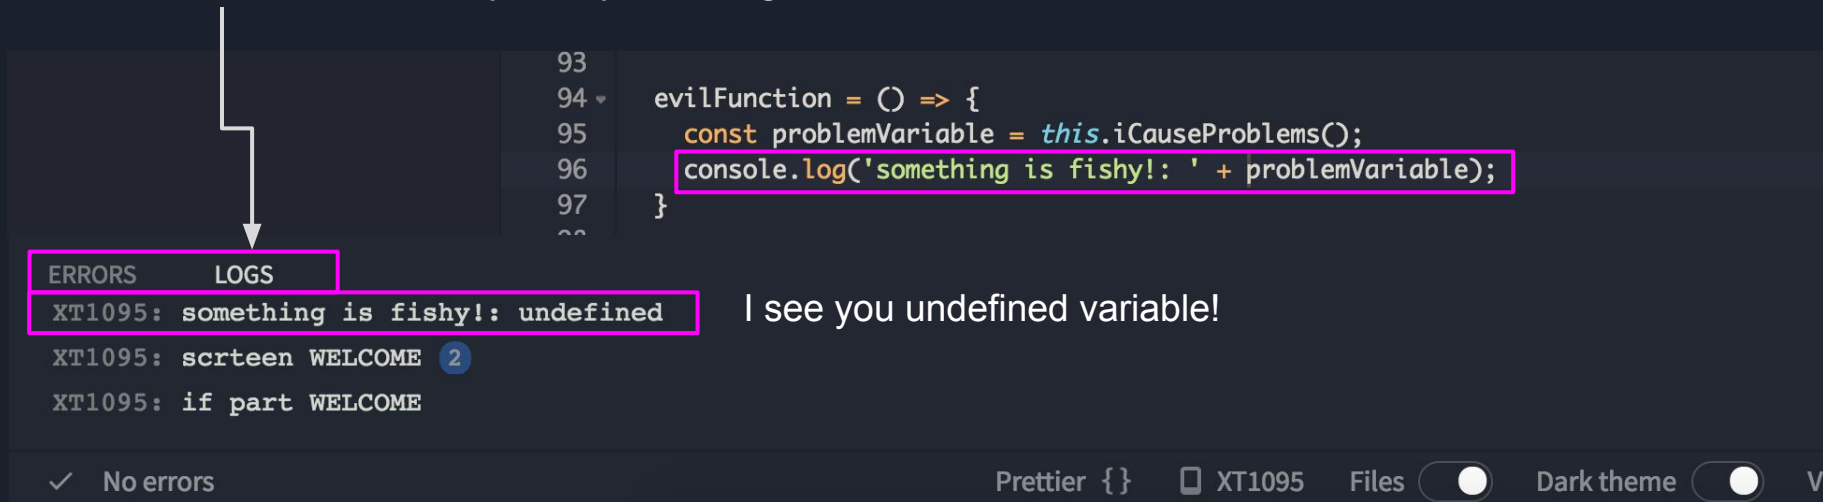 93
94 evilFunction = () => {
95 const problemVariable = this.iCauseProblems();
96 console.log('something is fishy!: ' + problemVariable);
97 }
ERRORS LOGS
XT1095: something is fishy!: undefined
I see you undefined variable!
XT1095: scrteen WELCOME 2
XT1095: if part WELCOME
No errors Prettier {} XT1095 Files Dark theme V